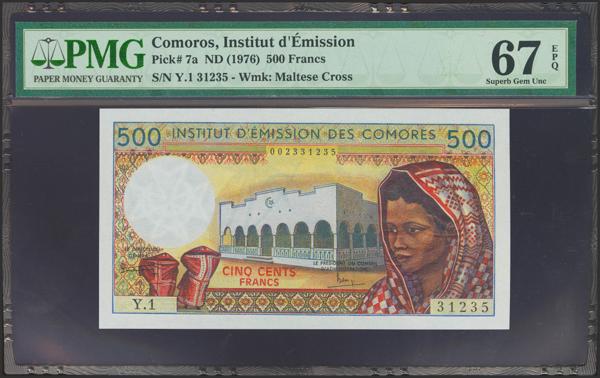 PMG
PAPER MONEY GUARANTY
Comoros, Institut d'Émission
Pick# 7a ND (1976) 500 Francs
S/N Y.1 31235 - Wmk: Maltese Cross
67 EPQ
Superb Gem Unc
500 INSTITUT D'ÉMISSION DES COMORES 500
002331235
LE DIRECTEUR
LE PRÉSIDENT DU CONSEIL
CINQ CENTS
FRANCS
Y.1
31235